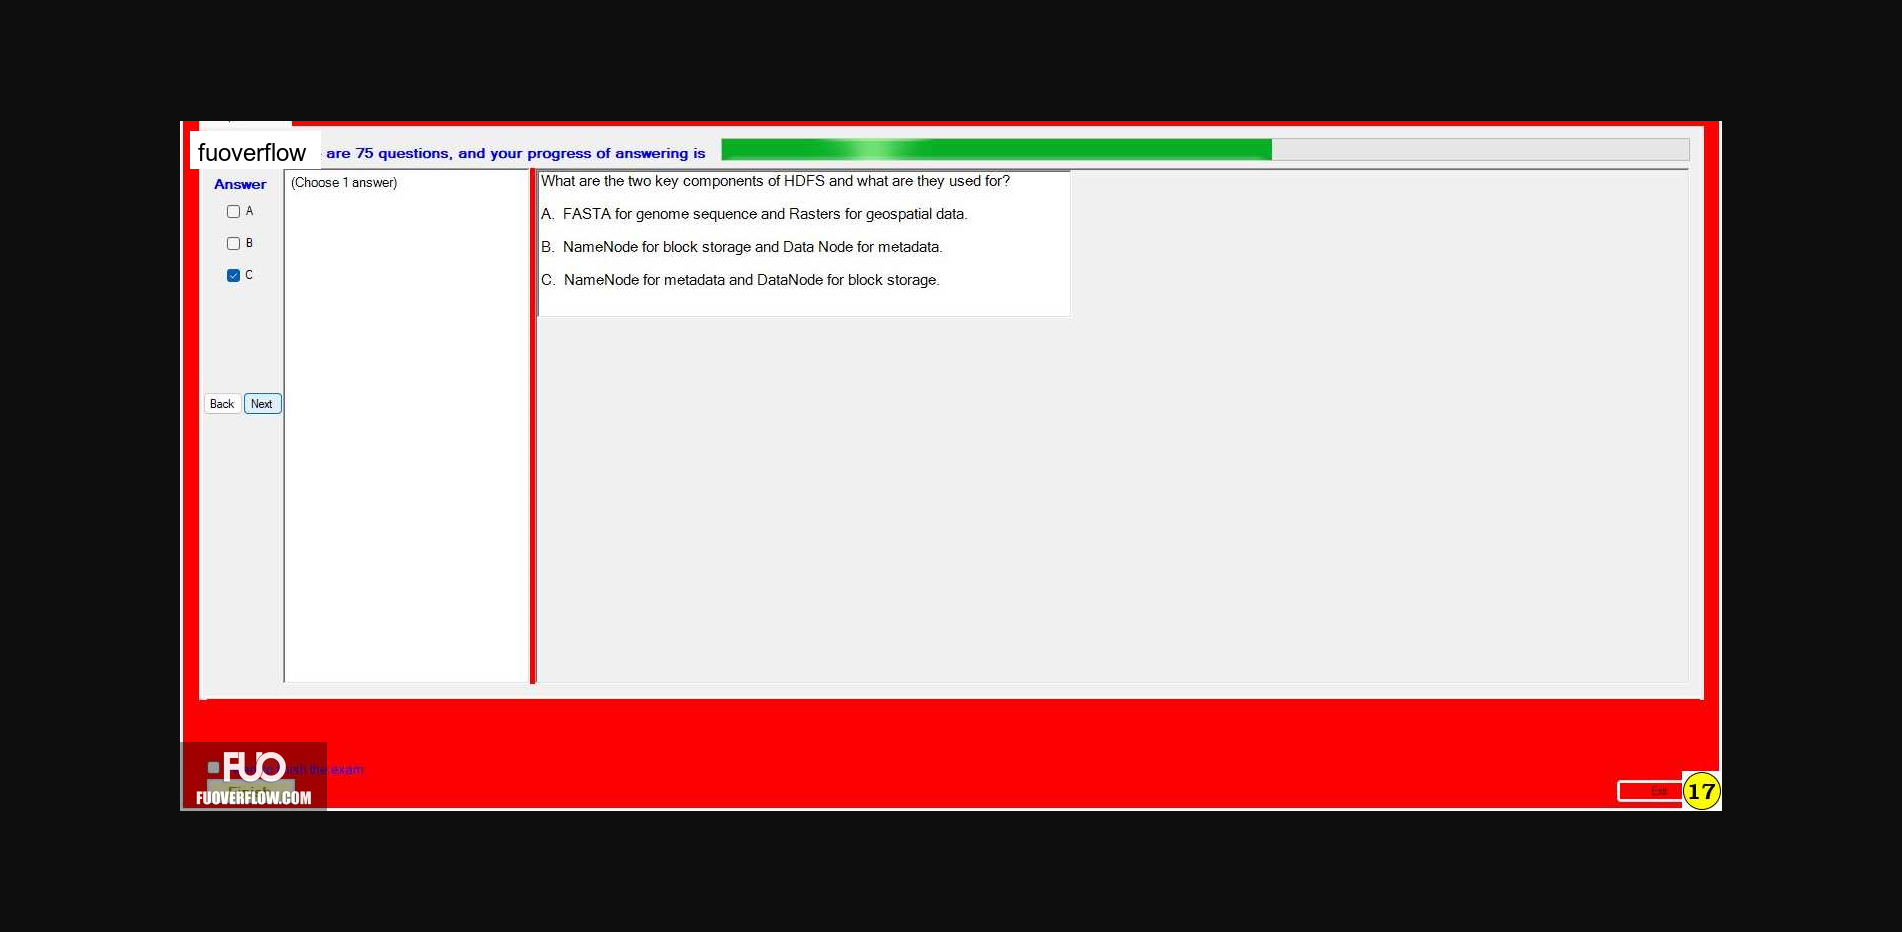 fuoverflow are 75 questions, and your progress of answering is
Answer
(Choose 1 answer)
A
B
C
Back Next
What are the two key components of HDFS and what are they used for?
A. FASTA for genome sequence and Rasters for geospatial data.
B. NameNode for block storage and Data Node for metadata.
C. NameNode for metadata and DataNode for block storage.
FUO
the exam
Finish
FUOVERFLOW.COM
Exit
17